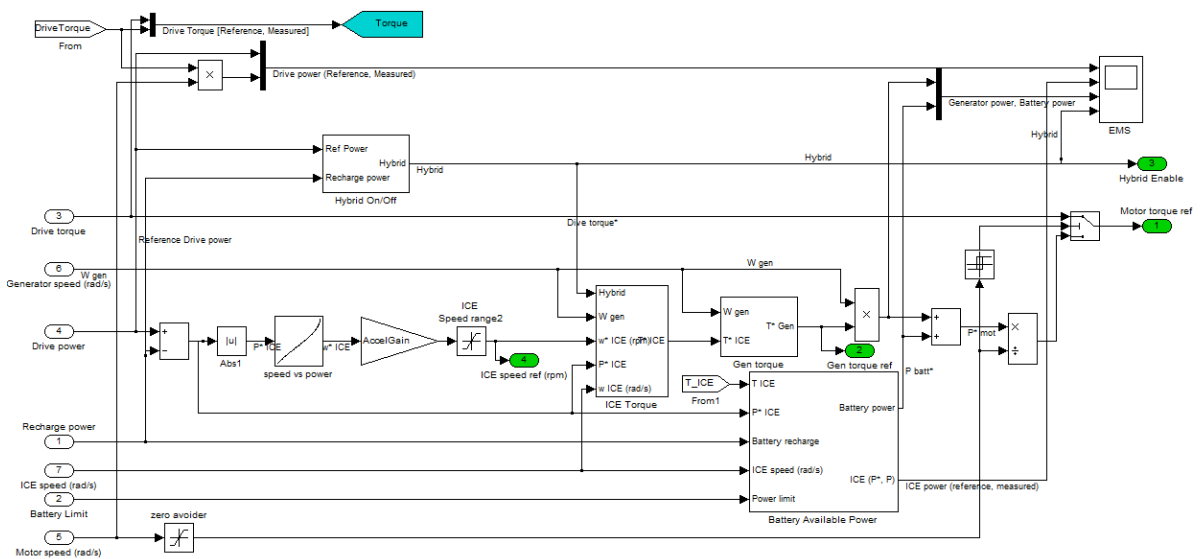 DriveTorque
From
Drive Torque [Reference, Measured]
Torque
×
Drive power (Reference, Measured)
Generator power, Battery power
EMS
Hybrid
Ref Power
Recharge power
Hybrid
Hybrid On/Off
Hybrid
Hybrid
3
Hybrid Enable
3
Drive torque
Dive torque*
Motor torque ref
1
Reference Drive power
6
W gen
Generator speed (rad/s)
W gen
4
Drive power
+
−
|u|
Abs1
P* ICE
speed vs power
w* ICE
AccelGain
ICE
Speed range2
4
ICE speed ref (rpm)
Hybrid
W gen
w* ICE (rpm)
T* ICE
P* ICE
w ICE (rad/s)
ICE Torque
W gen
T* Gen
T* ICE
Gen torque
×
2
Gen torque ref
+
+
P* mot
×
÷
P batt*
T_ICE
From1
T ICE
P* ICE
Battery recharge
ICE speed (rad/s)
Power limit
Battery power
ICE (P*, P)
Battery Available Power
ICE power (reference, measured)
Recharge power
1
7
ICE speed (rad/s)
2
Battery Limit
5
Motor speed (rad/s)
zero avoider